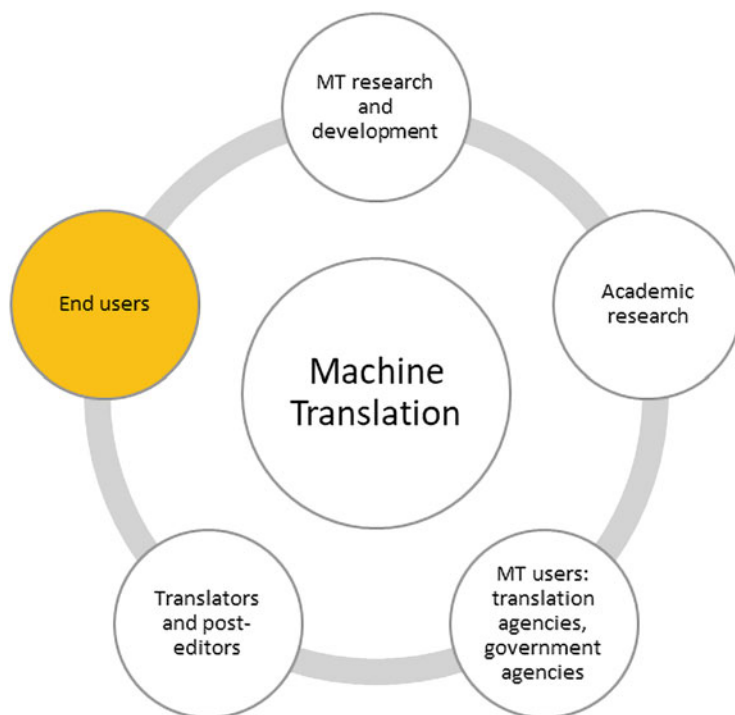 MT research
and
development
End users
Academic
research
Machine
Translation
Translators
and post-
editors
MT users:
translation
agencies,
government
agencies